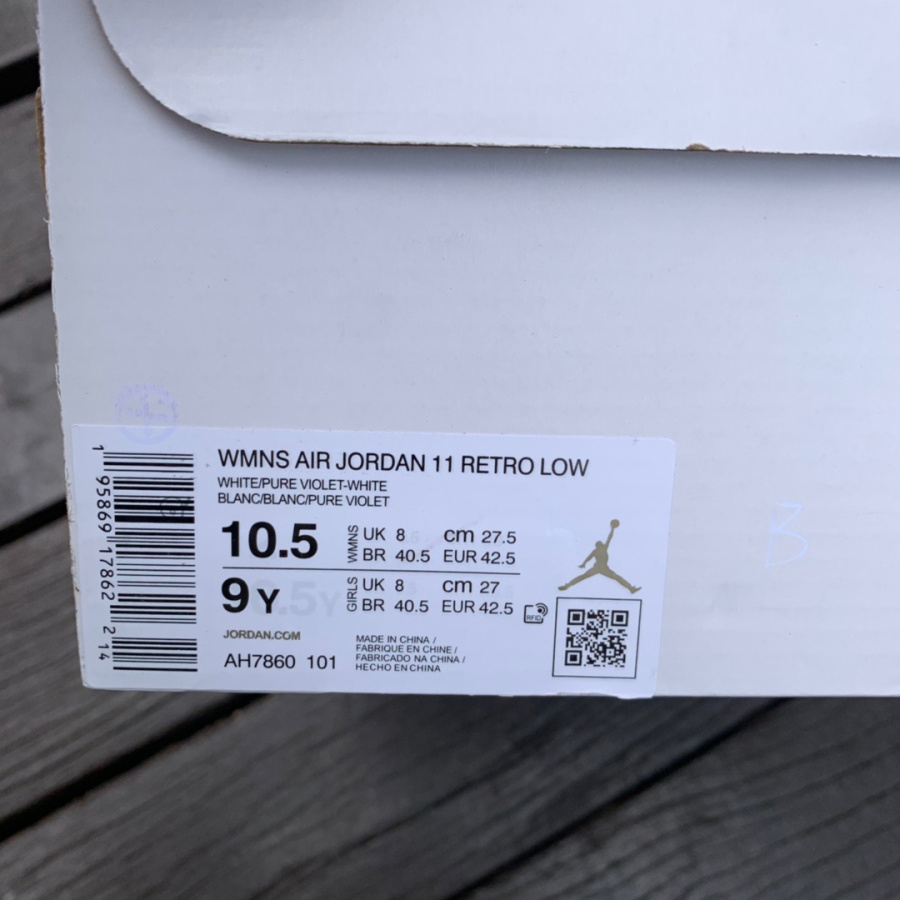 WMNS AIR JORDAN 11 RETRO LOW
WHITE/PURE VIOLET-WHITE
BLANC/BLANC/PURE VIOLET
10.5 WMNS UK 8 cm 27.5
BR 40.5 EUR 42.5
9 Y GIRLS UK 8 cm 27
BR 40.5 EUR 42.5
RFID
JORDAN.COM
AH7860 101
MADE IN CHINA /
FABRIQUE EN CHINE /
FABRICADO NA CHINA /
HECHO EN CHINA
1 95869 17862 2 14
B